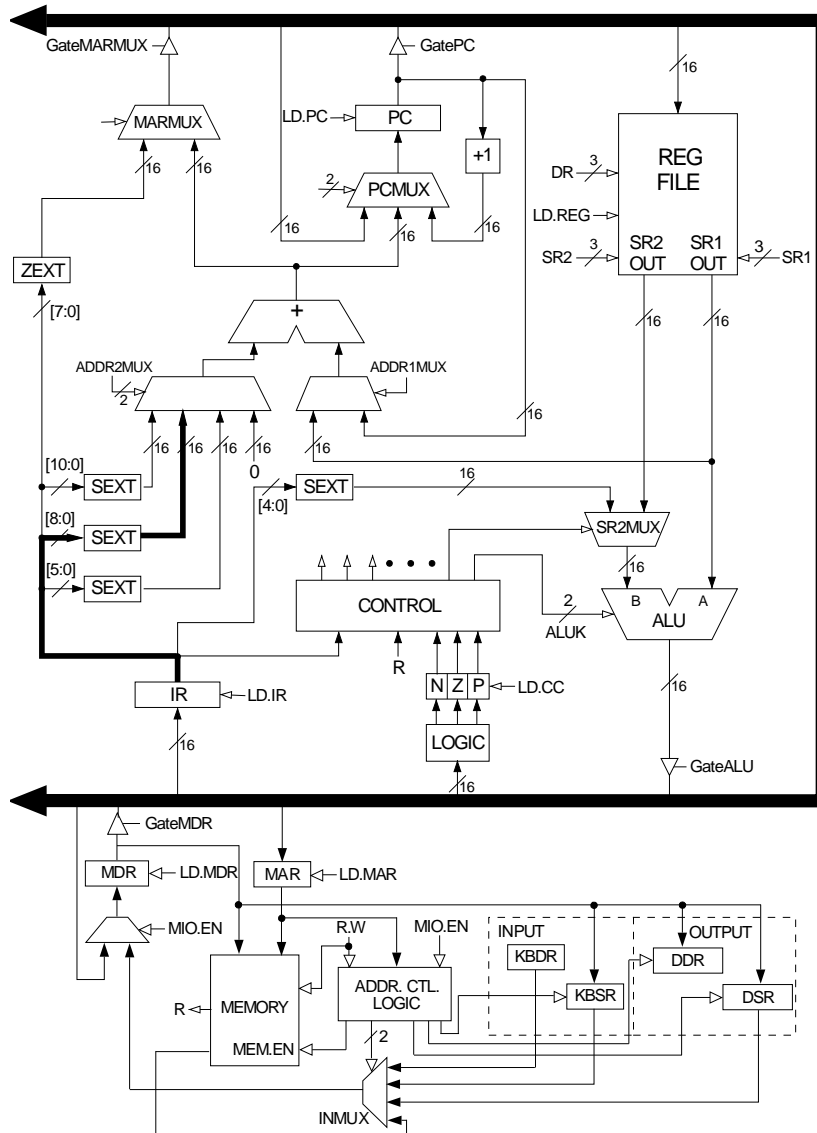 GateMARMUX
GatePC
16
LD.PC
PC
MARMUX
+1
REG
FILE
3
DR
16
16
2
PCMUX
LD.REG
16
16
16
3
SR2
SR2
OUT
SR1
OUT
3
SR1
ZEXT
[7:0]
+
16
16
ADDR2MUX
2
ADDR1MUX
16
16
16
16
16
16
0
[10:0]
SEXT
[4:0]
SEXT
16
[8:0]
SEXT
SR2MUX
[5:0]
SEXT
16
CONTROL
2
ALUK
B
A
ALU
R
IR
LD.IR
N
Z
P
LD.CC
16
16
LOGIC
16
GateALU
GateMDR
MDR
LD.MDR
MAR
LD.MAR
MIO.EN
R.W
MIO.EN
INPUT
OUTPUT
KBDR
DDR
MEMORY
ADDR. CTL.
LOGIC
KBSR
DSR
R
MEM.EN
2
INMUX